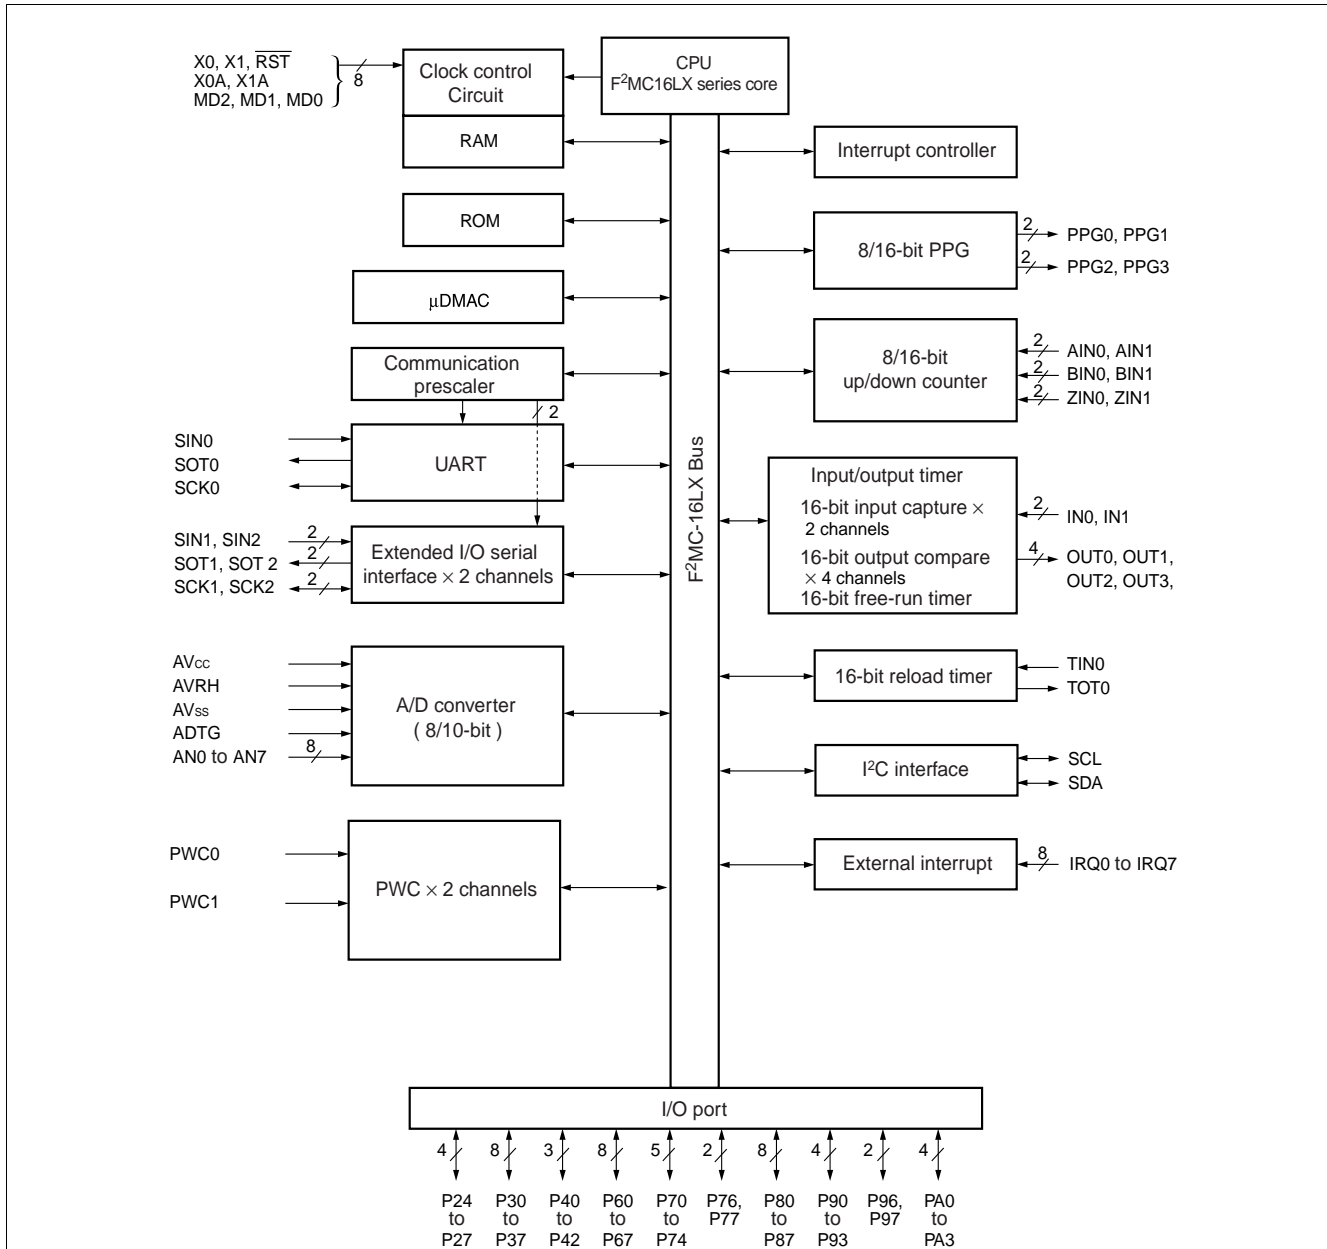 X0, X1, RST
X0A, X1A
MD2, MD1, MD0
8
Clock control
Circuit
CPU
F²MC16LX series core
RAM
Interrupt controller
ROM
8/16-bit PPG
2
PPG0, PPG1
2
PPG2, PPG3
µDMAC
Communication
prescaler
2
8/16-bit
up/down counter
2
AIN0, AIN1
2
BIN0, BIN1
2
ZIN0, ZIN1
SIN0
SOT0
SCK0
UART
F²MC-16LX Bus
Input/output timer
16-bit input capture ×
2 channels
16-bit output compare
× 4 channels
16-bit free-run timer
2
IN0, IN1
4
OUT0, OUT1,
OUT2, OUT3,
SIN1, SIN2
2
SOT1, SOT 2
2
SCK1, SCK2
2
Extended I/O serial
interface × 2 channels
AVcc
AVRH
AVss
ADTG
AN0 to AN7
8
A/D converter
( 8/10-bit )
16-bit reload timer
TIN0
TOT0
I²C interface
SCL
SDA
PWC0
PWC1
PWC × 2 channels
External interrupt
8
IRQ0 to IRQ7
I/O port
4 8 3 8 5 2 8 4 2 4
P24 P30 P40 P60 P70 P76, P80 P90 P96, PA0
to to to to to P77 to to P97 to
P27 P37 P42 P67 P74 P87 P93 PA3